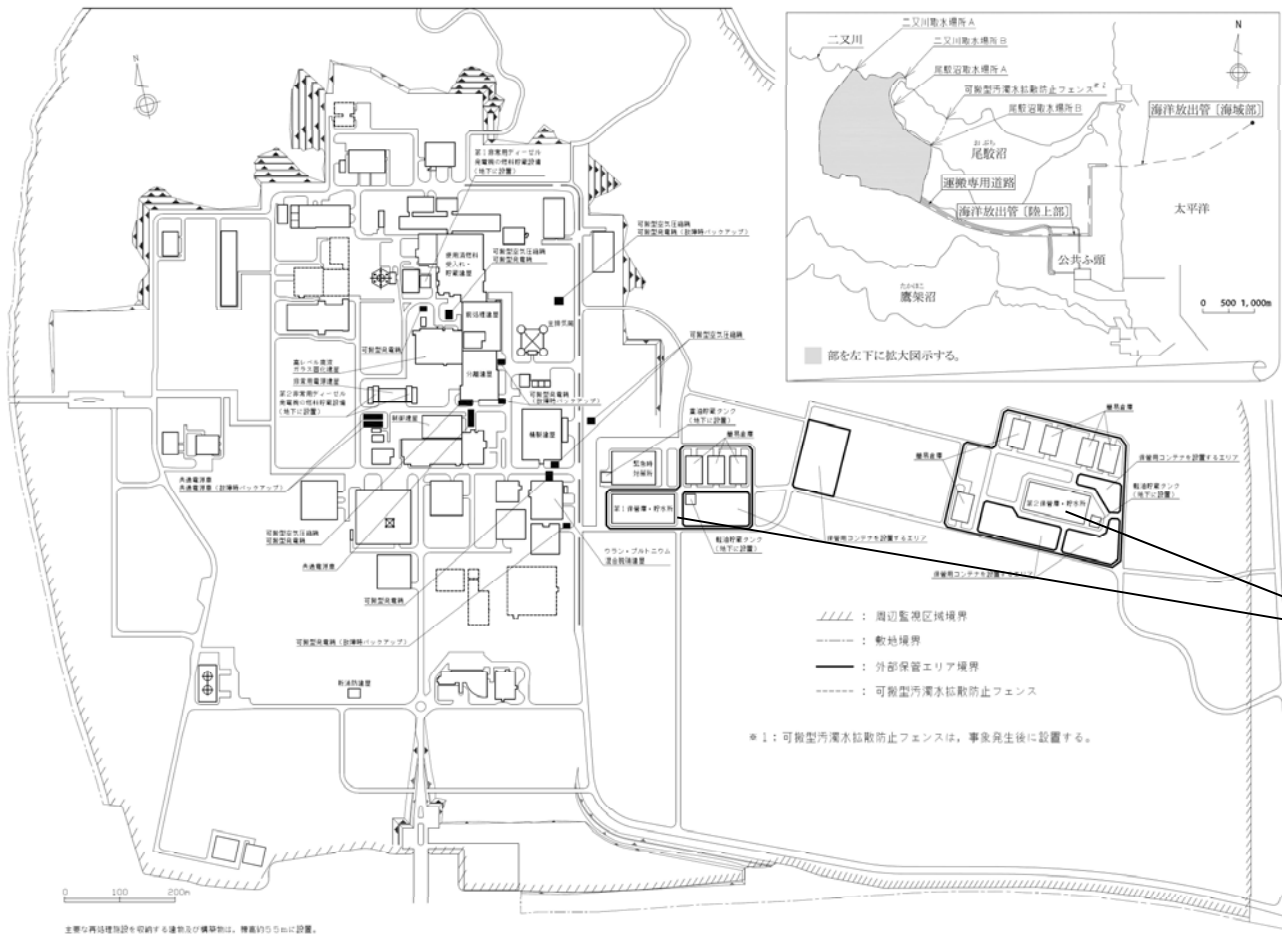 N
第1非常用ディーゼル
発電機の燃料貯蔵設備
(地下に設置)
可搬型空気圧縮機
可搬型発電機(故障時バックアップ)
使用済燃料
受入れ・
貯蔵建屋
可搬型空気圧縮機
可搬型発電機
前処理建屋
主排気筒
可搬型空気圧縮機
可搬型発電機
高レベル廃液
ガラス固化建屋
分離建屋
非常用電源建屋
第2非常用ディーゼル
発電機の燃料貯蔵設備
(地下に設置)
可搬型発電機
(故障時バックアップ)
制御建屋
精製建屋
重油貯蔵タンク
(地下に設置)
簡易倉庫
緊急時
対策所
第1保管庫・貯水所
軽油貯蔵タンク
(地下に設置)
保管用コンテナを設置するエリア
簡易倉庫
簡易倉庫
保管用コンテナを設置するエリア
軽油貯蔵タンク
(地下に設置)
第2保管庫・貯水所
保管用コンテナを設置するエリア
共通電源車
共通電源車(故障時バックアップ)
可搬型空気圧縮機
可搬型発電機
共通電源車
ウラン・プルトニウム
混合脱硝建屋
可搬型発電機
可搬型発電機(故障時バックアップ)
新消防建屋
二又川取水場所A
二又川
二又川取水場所B
尾駮沼取水場所A
可搬型汚濁水拡散防止フェンス
尾駮沼取水場所B
N
海洋放出管〔海域部〕
おぶち
尾駮沼
運搬専用道路
海洋放出管〔陸上部〕
太平洋
公共ふ頭
たかほこ
鷹架沼
0 500 1,000m
部を左下に拡大図示する。
: 周辺監視区域境界
: 敷地境界
: 外部保管エリア境界
: 可搬型汚濁水拡散防止フェンス
※1:可搬型汚濁水拡散防止フェンスは,事象発生後に設置する。
0 100 200m
主要な再処理施設を収納する建物及び構築物は,標高約55mに設置。